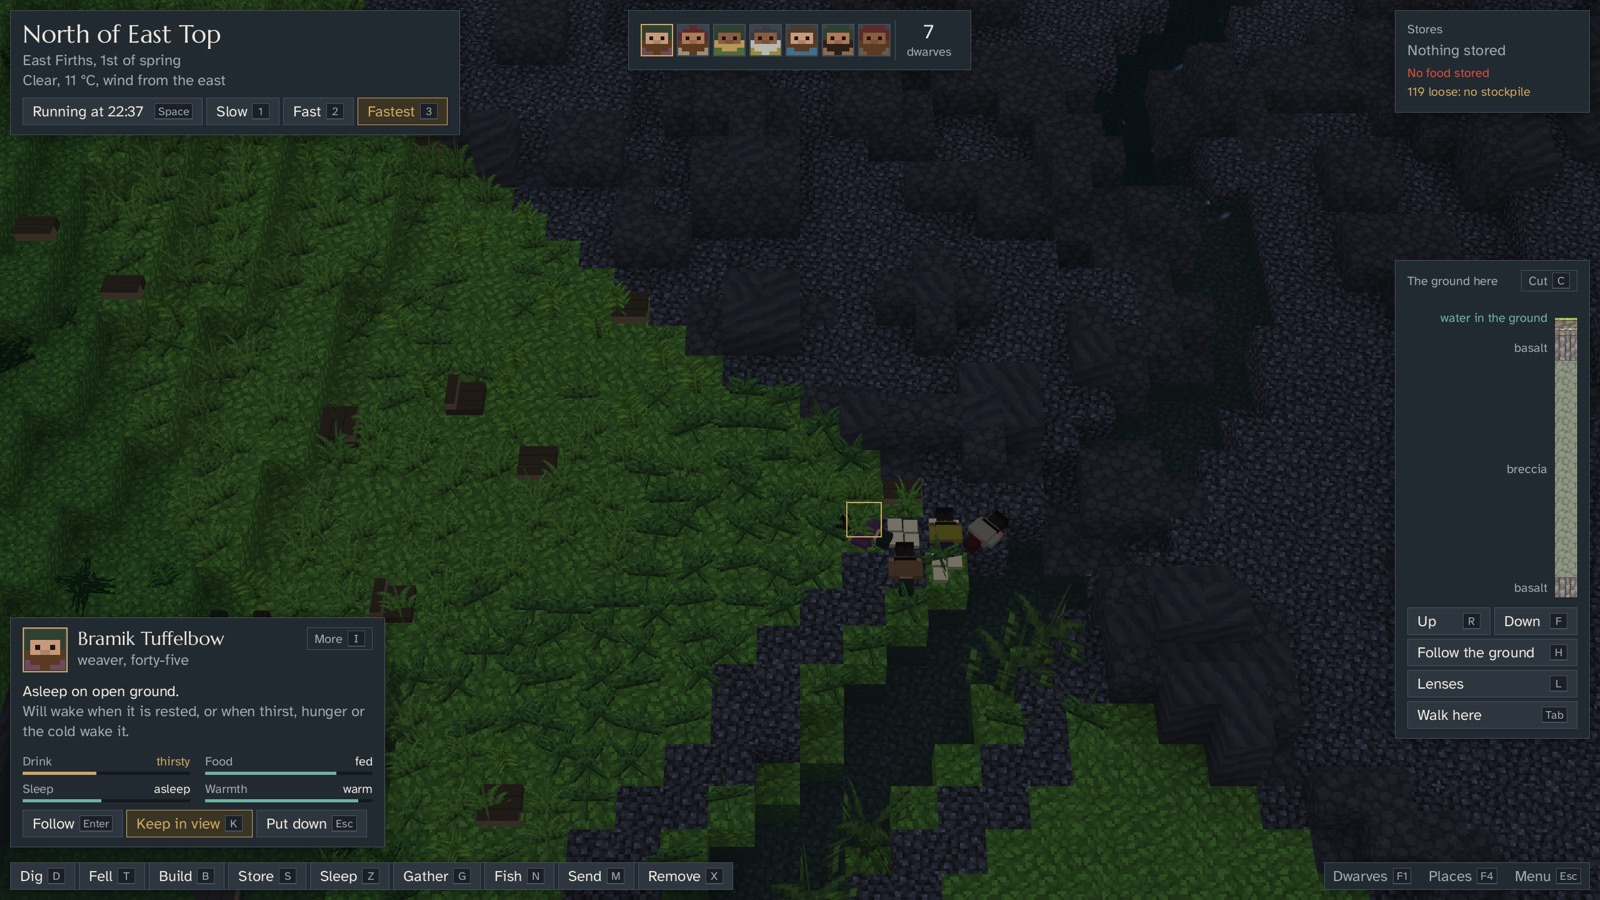 North of East Top
East Firths, 1st of spring
Clear, 11 °C, wind from the east
Running at 22:37 Space
Slow 1
Fast 2
Fastest 3
7
dwarves
Stores
Nothing stored
No food stored
119 loose: no stockpile
The ground here
Cut C
water in the ground
basalt
breccia
basalt
Up R
Down F
Follow the ground H
Lenses L
Walk here Tab
Bramik Tuffelbow
weaver, forty-five
More I
Asleep on open ground.
Will wake when it is rested, or when thirst, hunger or
the cold wake it.
Drink thirsty
Food fed
Sleep asleep
Warmth warm
Follow Enter
Keep in view K
Put down Esc
Dig D
Fell T
Build B
Store S
Sleep Z
Gather G
Fish N
Send M
Remove X
Dwarves F1
Places F4
Menu Esc